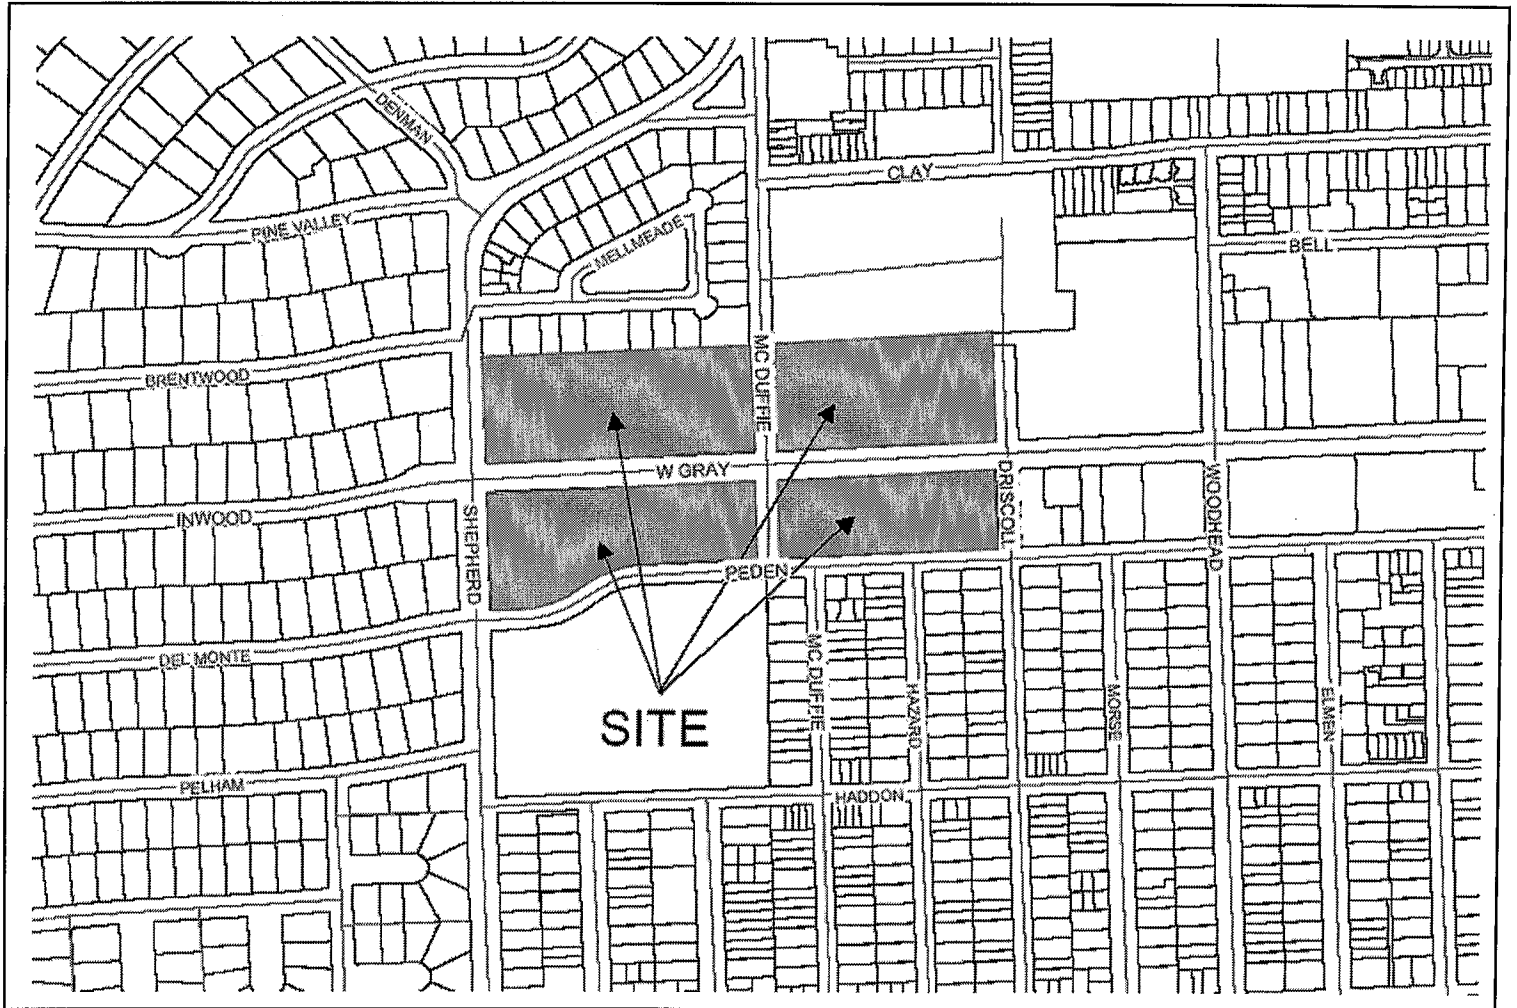 DENMAN
CLAY
PINE VALLEY
MELLMEADE
BELL
BRENTWOOD
MC DUFFIE
W GRAY
INWOOD
SHEPHERD
DRISCOLL
WOODHEAD
PEDEN
DEL MONTE
MC DUFFIE
HAZARD
MORSE
ELMEN
SITE
PELHAM
HADDON